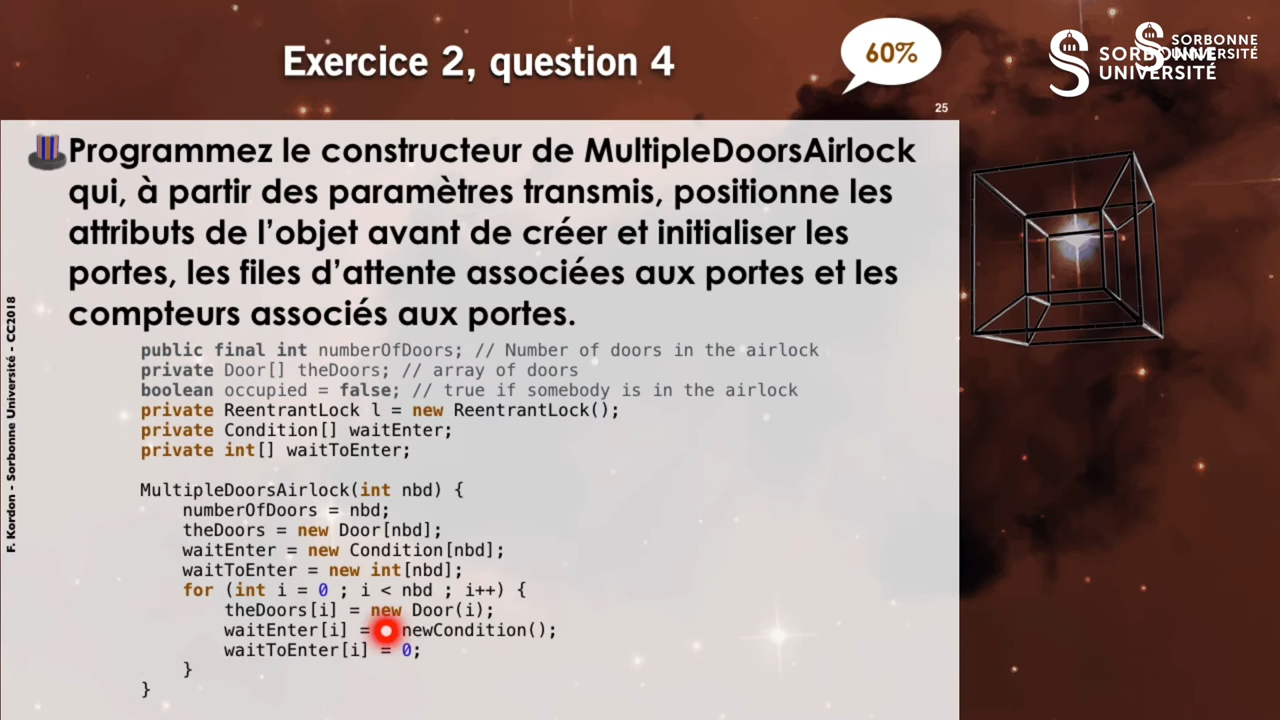 Exercice 2, question 4
60%
SORBONNE
UNIVERSITÉ
SORBONNE
UNIVERSITÉ
25
Programmez le constructeur de MultipleDoorsAirlock
qui, à partir des paramètres transmis, positionne les
attributs de l'objet avant de créer et initialiser les
portes, les files d'attente associées aux portes et les
compteurs associés aux portes.
public final int numberOfDoors; // Number of doors in the airlock
private Door[] theDoors; // array of doors
boolean occupied = false; // true if somebody is in the airlock
private ReentrantLock l = new ReentrantLock();
private Condition[] waitEnter;
private int[] waitToEnter;
MultipleDoorsAirlock(int nbd) {
numberOfDoors = nbd;
theDoors = new Door[nbd];
waitEnter = new Condition[nbd];
waitToEnter = new int[nbd];
for (int i = 0 ; i < nbd ; i++) {
theDoors[i] = new Door(i);
waitEnter[i] = newCondition();
waitToEnter[i] = 0;
}
}
F. Kordon - Sorbonne Université - CC2018